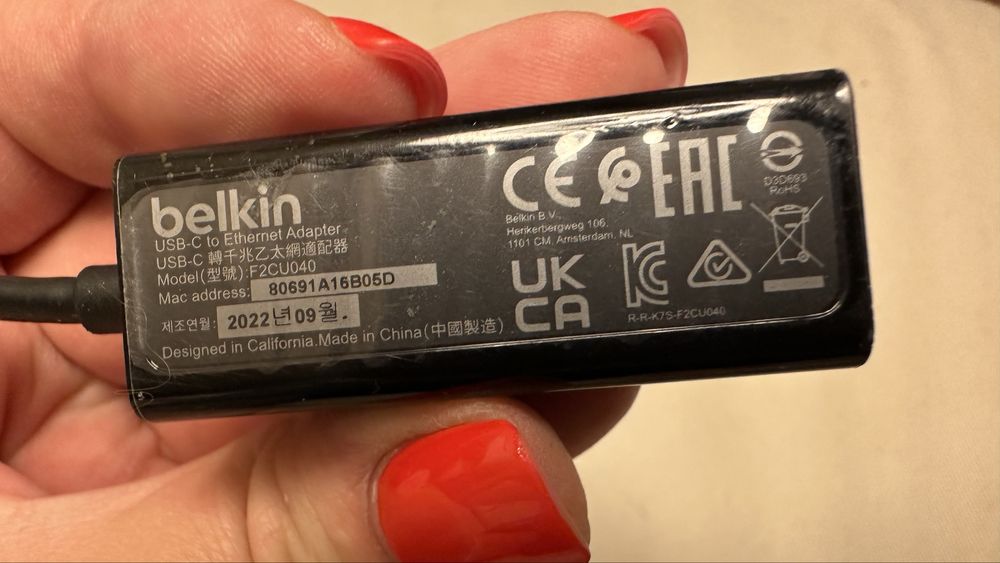 belkin
USB-C to Ethernet Adapter
USB-C 轉千兆乙太網適配器
Model(型號):F2CU040
Mac address: 80691A16B05D
제조연월: 2022년09월.
Designed in California.Made in China(中國製造)
CE EAC
Belkin B.V.,
Herikerbergweg 106,
1101 CM, Amsterdam, NL
D3D693
RoHS
UK
CA
R-R-K7S-F2CU040